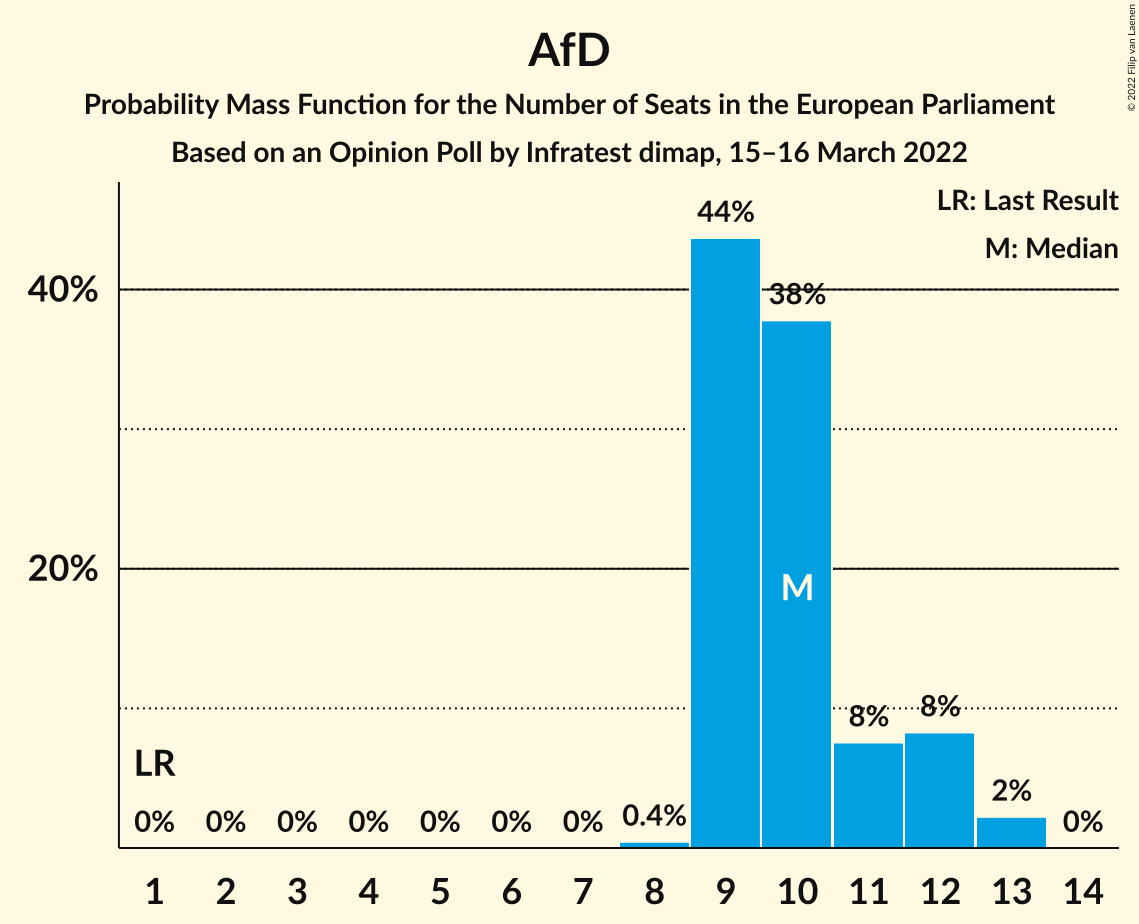 AfD
Probability Mass Function for the Number of Seats in the European Parliament
Based on an Opinion Poll by Infratest dimap, 15–16 March 2022
© 2022 Filip van Laenen
LR: Last Result
M: Median
44%
40%
38%
20%
M
8%
8%
LR
2%
0% 0% 0% 0% 0% 0% 0% 0.4% 0%
1 2 3 4 5 6 7 8 9 10 11 12 13 14